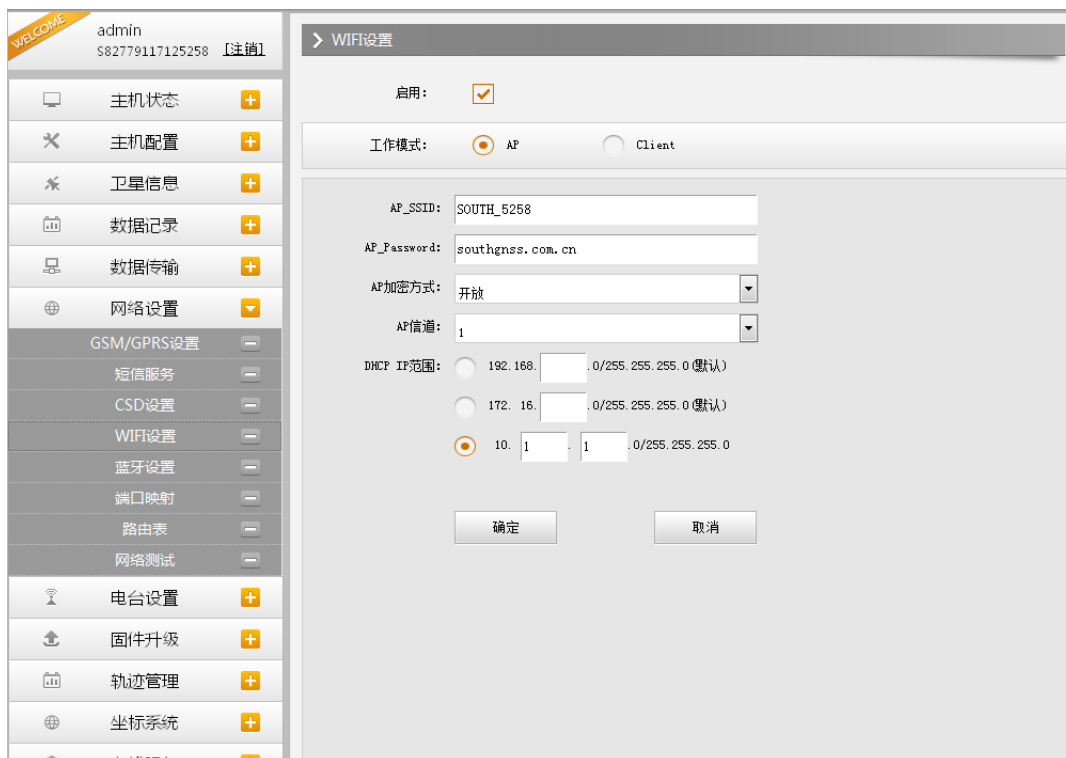 WELCOME
admin
S82779117125258 [注销]
主机状态
主机配置
卫星信息
数据记录
数据传输
网络设置
GSM/GPRS设置
短信服务
CSD设置
WIFI设置
蓝牙设置
端口映射
路由表
网络测试
电台设置
固件升级
轨迹管理
坐标系统
WIFI设置
启用:
工作模式: AP Client
AP_SSID: SOUTH_5258
AP_Password: southgnss.com.cn
AP加密方式: 开放
AP信道: 1
DHCP IP范围: 192.168. .0/255.255.255.0(默认)
172. 16. .0/255.255.255.0(默认)
10. 1 . 1 .0/255.255.255.0
确定 取消